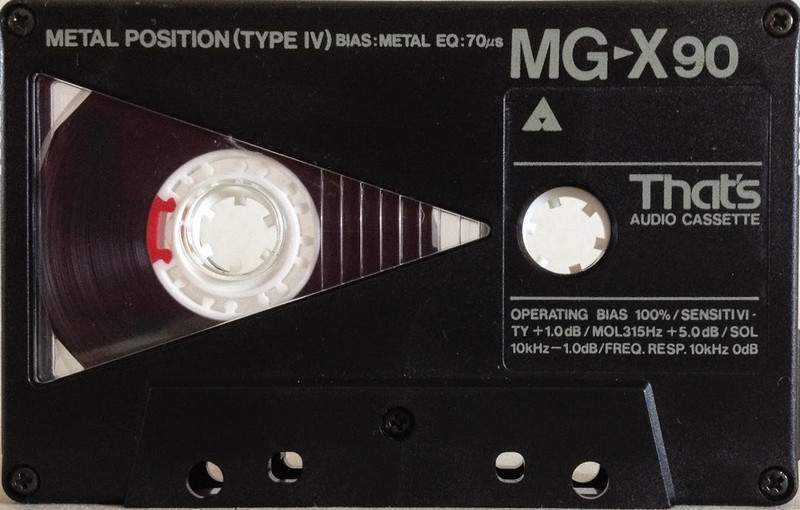 METAL POSITION (TYPE IV) BIAS:METAL EQ:70μs
MG▸X90
That's
AUDIO CASSETTE
OPERATING BIAS 100%/SENSITIVI-
TY +1.0dB/MOL315Hz +5.0dB/SOL
10kHz-1.0dB/FREQ. RESP. 10kHz 0dB